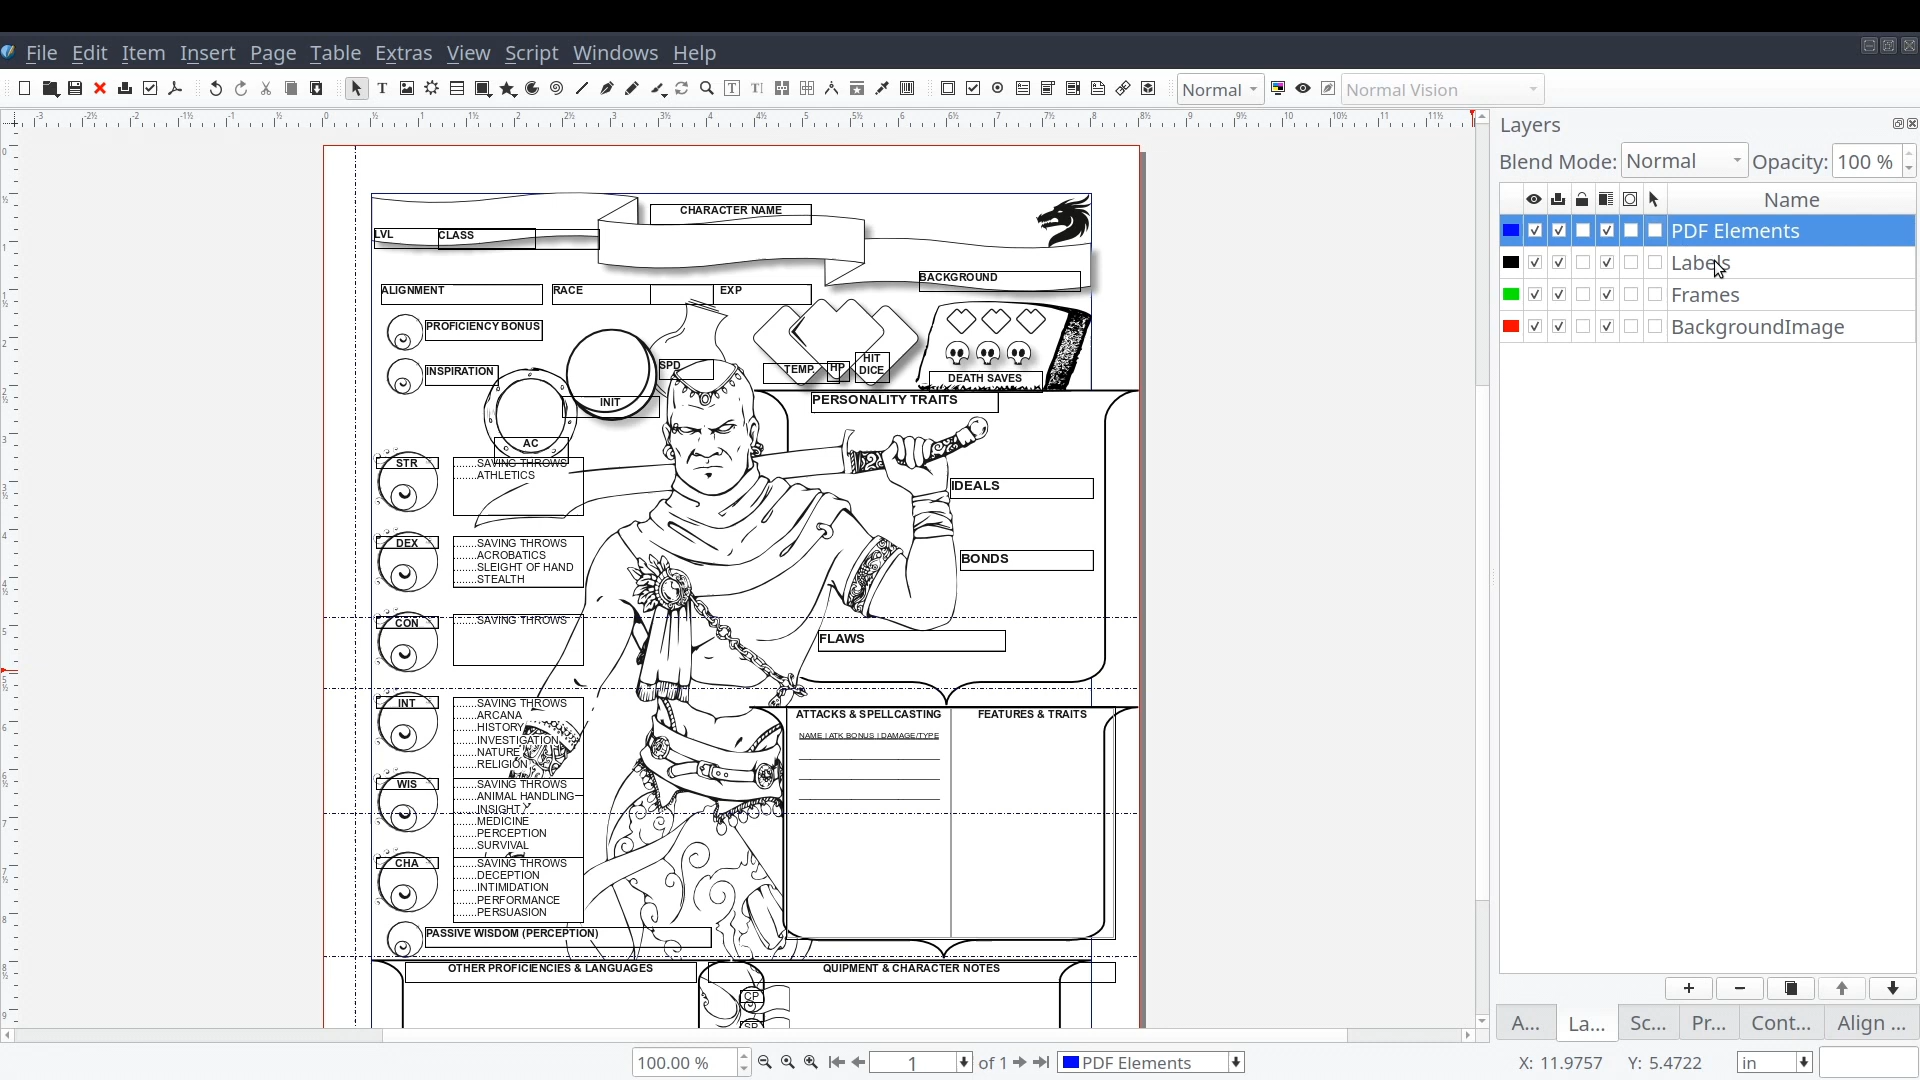 File Edit Item Insert Page Table Extras View Script Windows Help
Normal Normal Vision
Layers
Blend Mode: Normal Opacity: 100 %
Name
PDF Elements
Labels
Frames
BackgroundImage
CHARACTER NAME
LVL CLASS
BACKGROUND
ALIGNMENT RACE EXP
PROFICIENCY BONUS
INSPIRATION
SPD
TEMP. HP HIT DICE
DEATH SAVES
INIT
AC
PERSONALITY TRAITS
IDEALS
BONDS
FLAWS
STR
........SAVING THROWS
........ATHLETICS
DEX
........SAVING THROWS
........ACROBATICS
........SLEIGHT OF HAND
........STEALTH
CON
........SAVING THROWS
INT
........SAVING THROWS
........ARCANA
........HISTORY
........INVESTIGATION
........NATURE
........RELIGION
WIS
........SAVING THROWS
........ANIMAL HANDLING
........INSIGHT
........MEDICINE
........PERCEPTION
........SURVIVAL
CHA
........SAVING THROWS
........DECEPTION
........INTIMIDATION
........PERFORMANCE
........PERSUASION
PASSIVE WISDOM (PERCEPTION)
ATTACKS & SPELLCASTING FEATURES & TRAITS
NAME | ATK BONUS | DAMAGE/TYPE
OTHER PROFICIENCIES & LANGUAGES QUIPMENT & CHARACTER NOTES
CP
SP
A... La... Sc... Pr... Cont... Align ...
100.00 % 1 of 1 PDF Elements X: 11.9757 Y: 5.4722 in